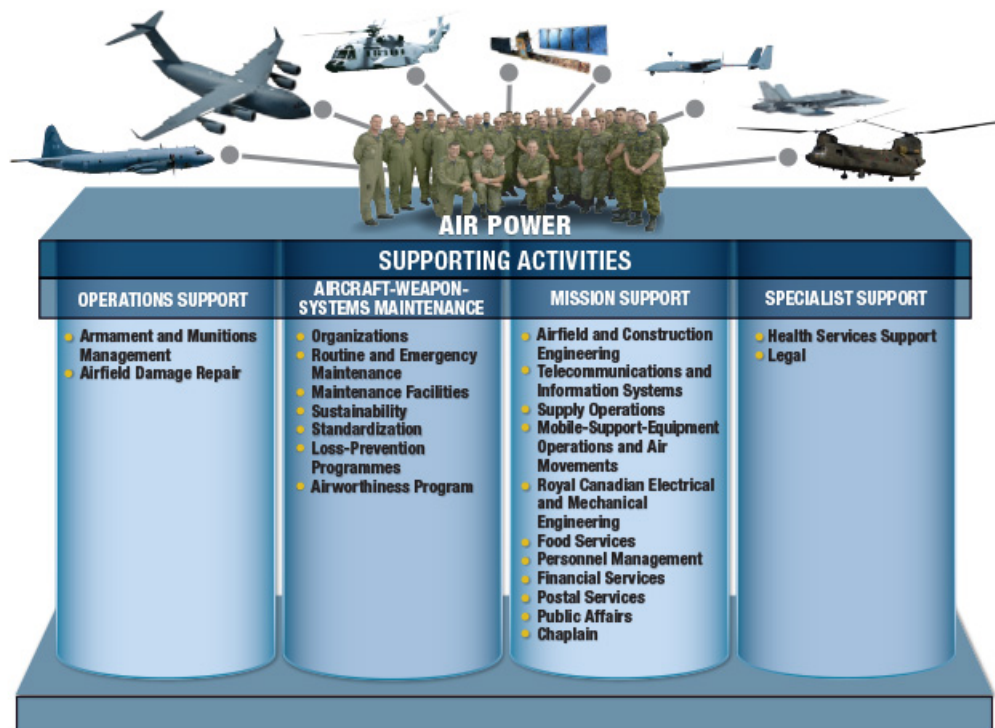 AIR POWER
SUPPORTING ACTIVITIES
OPERATIONS SUPPORT
Armament and Munitions
Management
Airfield Damage Repair
AIRCRAFT-WEAPON-
SYSTEMS MAINTENANCE
Organizations
Routine and Emergency
Maintenance
Maintenance Facilities
Sustainability
Standardization
Loss-Prevention
Programmes
Airworthiness Program
MISSION SUPPORT
Airfield and Construction
Engineering
Telecommunications and
Information Systems
Supply Operations
Mobile-Support-Equipment
Operations and Air
Movements
Royal Canadian Electrical
and Mechanical
Engineering
Food Services
Personnel Management
Financial Services
Postal Services
Public Affairs
Chaplain
SPECIALIST SUPPORT
Health Services Support
Legal